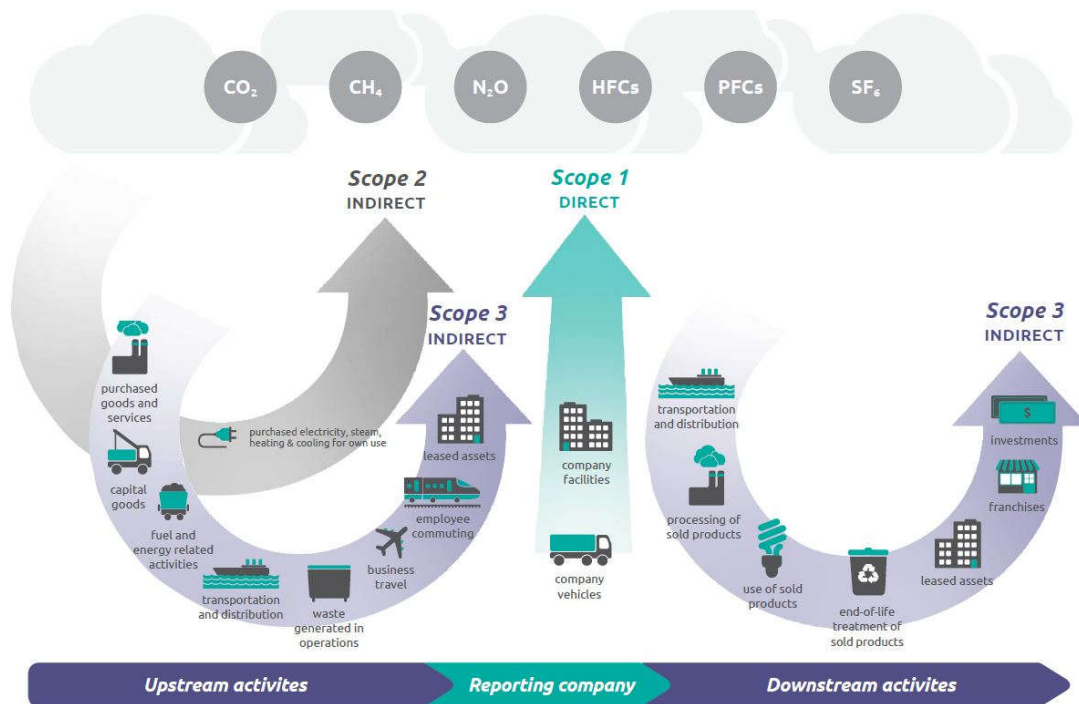 CO₂
CH₄
N₂O
HFCs
PFCs
SF₆
Scope 2
INDIRECT
Scope 1
DIRECT
Scope 3
INDIRECT
Scope 3
INDIRECT
purchased
goods and
services
capital
goods
fuel and
energy related
activities
transportation
and distribution
waste
generated in
operations
business
travel
employee
commuting
leased assets
purchased electricity, steam,
heating & cooling for own use
company
facilities
company
vehicles
transportation
and distribution
processing of
sold products
use of sold
products
end-of-life
treatment of
sold products
leased assets
franchises
$
investments
Upstream activites
Reporting company
Downstream activites